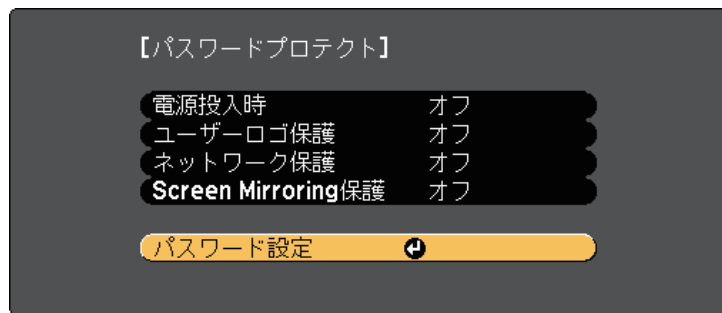 【パスワードプロテクト】
電源投入時 オフ
ユーザーロゴ保護 オフ
ネットワーク保護 オフ
Screen Mirroring保護 オフ
パスワード設定